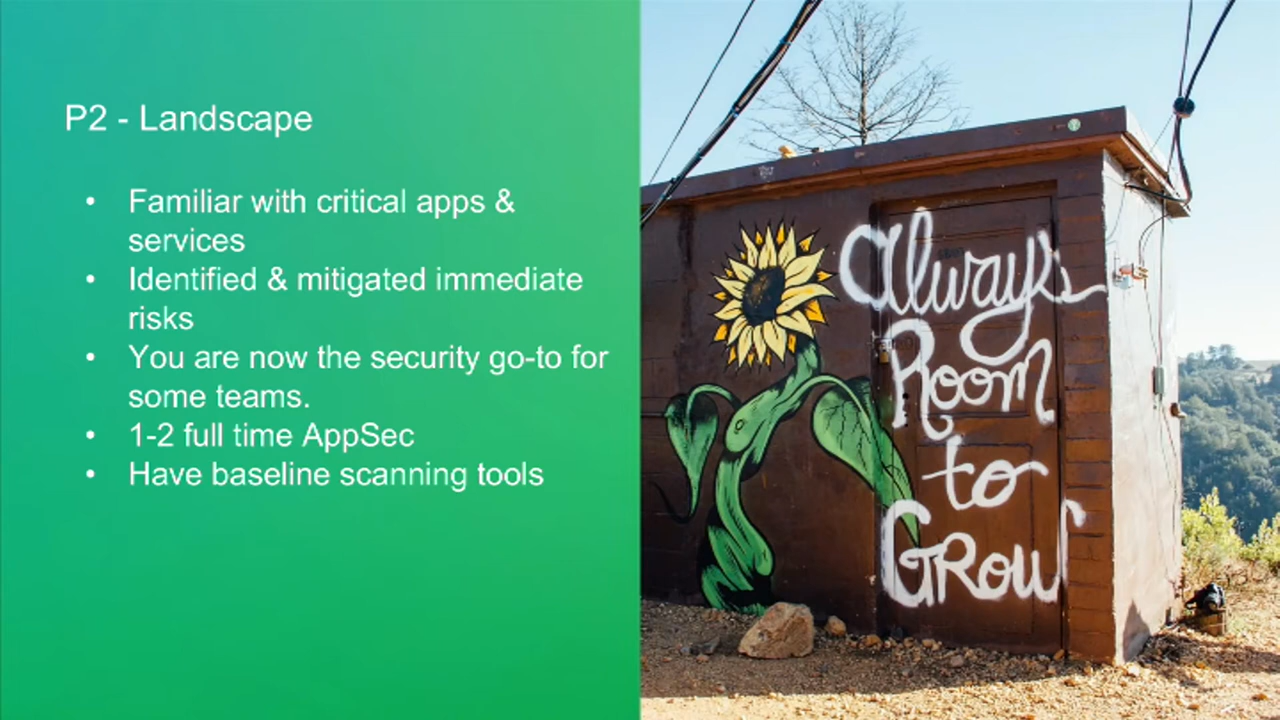 P2 - Landscape
• Familiar with critical apps &
services
• Identified & mitigated immediate
risks
• You are now the security go-to for
some teams.
• 1-2 full time AppSec
• Have baseline scanning tools
Always
Room
to
GRow